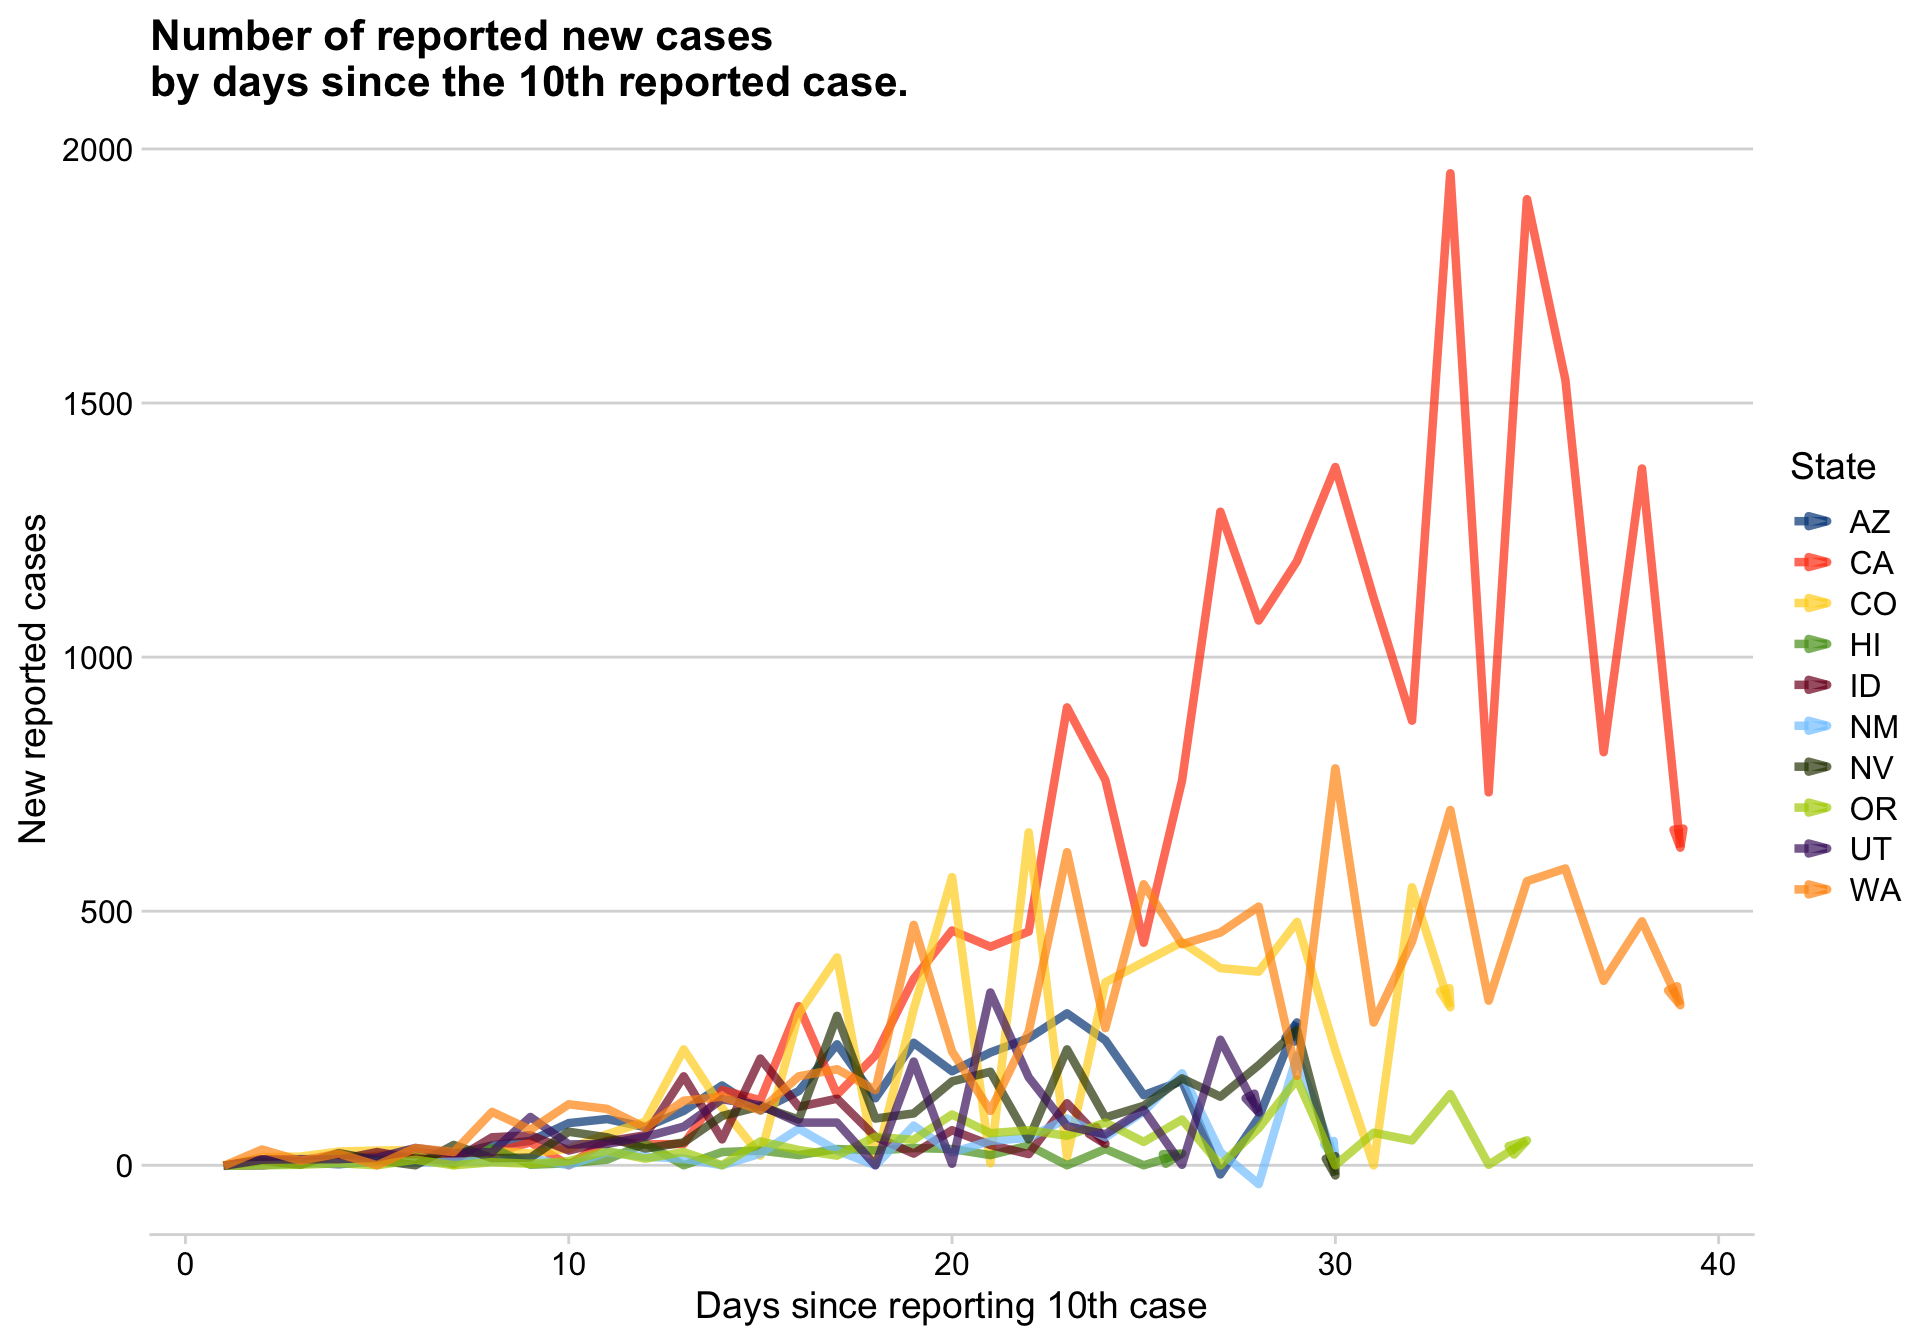 Number of reported new cases
by days since the 10th reported case.
2000
1500
1000
500
0
New reported cases
0 10 20 30 40
Days since reporting 10th case
State
AZ
CA
CO
HI
ID
NM
NV
OR
UT
WA